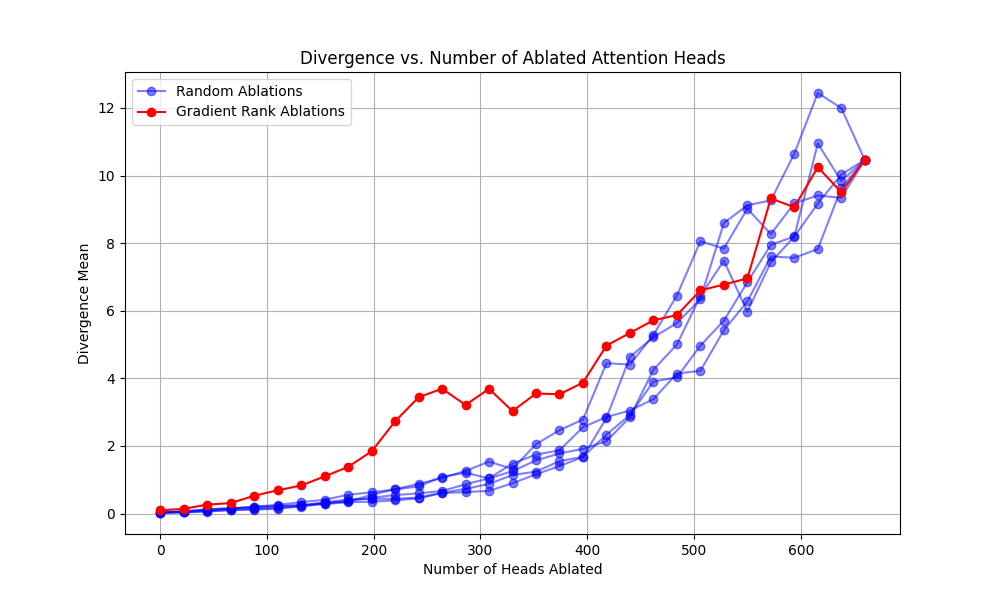 Divergence vs. Number of Ablated Attention Heads
Random Ablations
Gradient Rank Ablations
Divergence Mean
12
10
8
6
4
2
0
0 100 200 300 400 500 600
Number of Heads Ablated